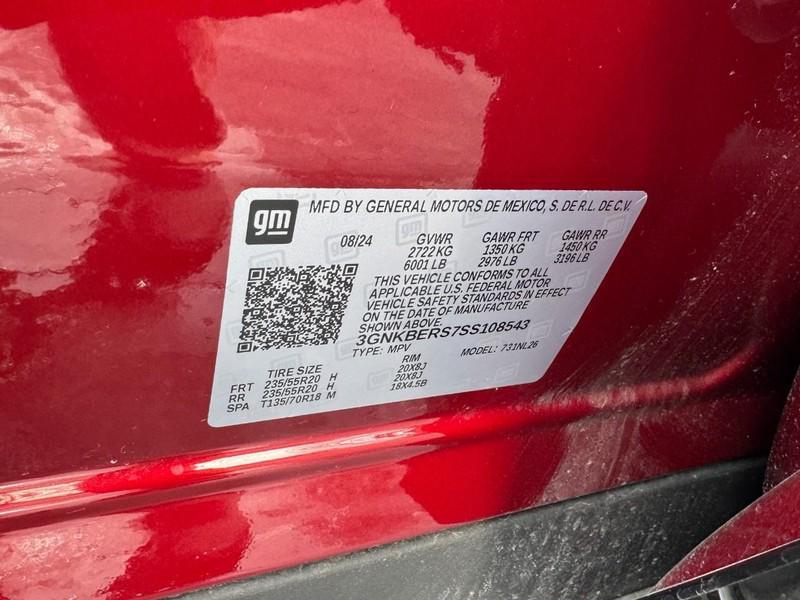 gm MFD BY GENERAL MOTORS DE MEXICO, S. DE R.L. DE C.V.
08/24 GVWR GAWR FRT GAWR RR
2722 KG 1350 KG 1450 KG
6001 LB 2976 LB 3196 LB
THIS VEHICLE CONFORMS TO ALL
APPLICABLE U.S. FEDERAL MOTOR
VEHICLE SAFETY STANDARDS IN EFFECT
ON THE DATE OF MANUFACTURE
SHOWN ABOVE.
3GNKBERS7SS108543
TYPE: MPV MODEL: 731NL26
TIRE SIZE RIM
FRT 235/55R20 H 20X8J
RR 235/55R20 H 20X8J
SPA T135/70R18 M 18X4.5B